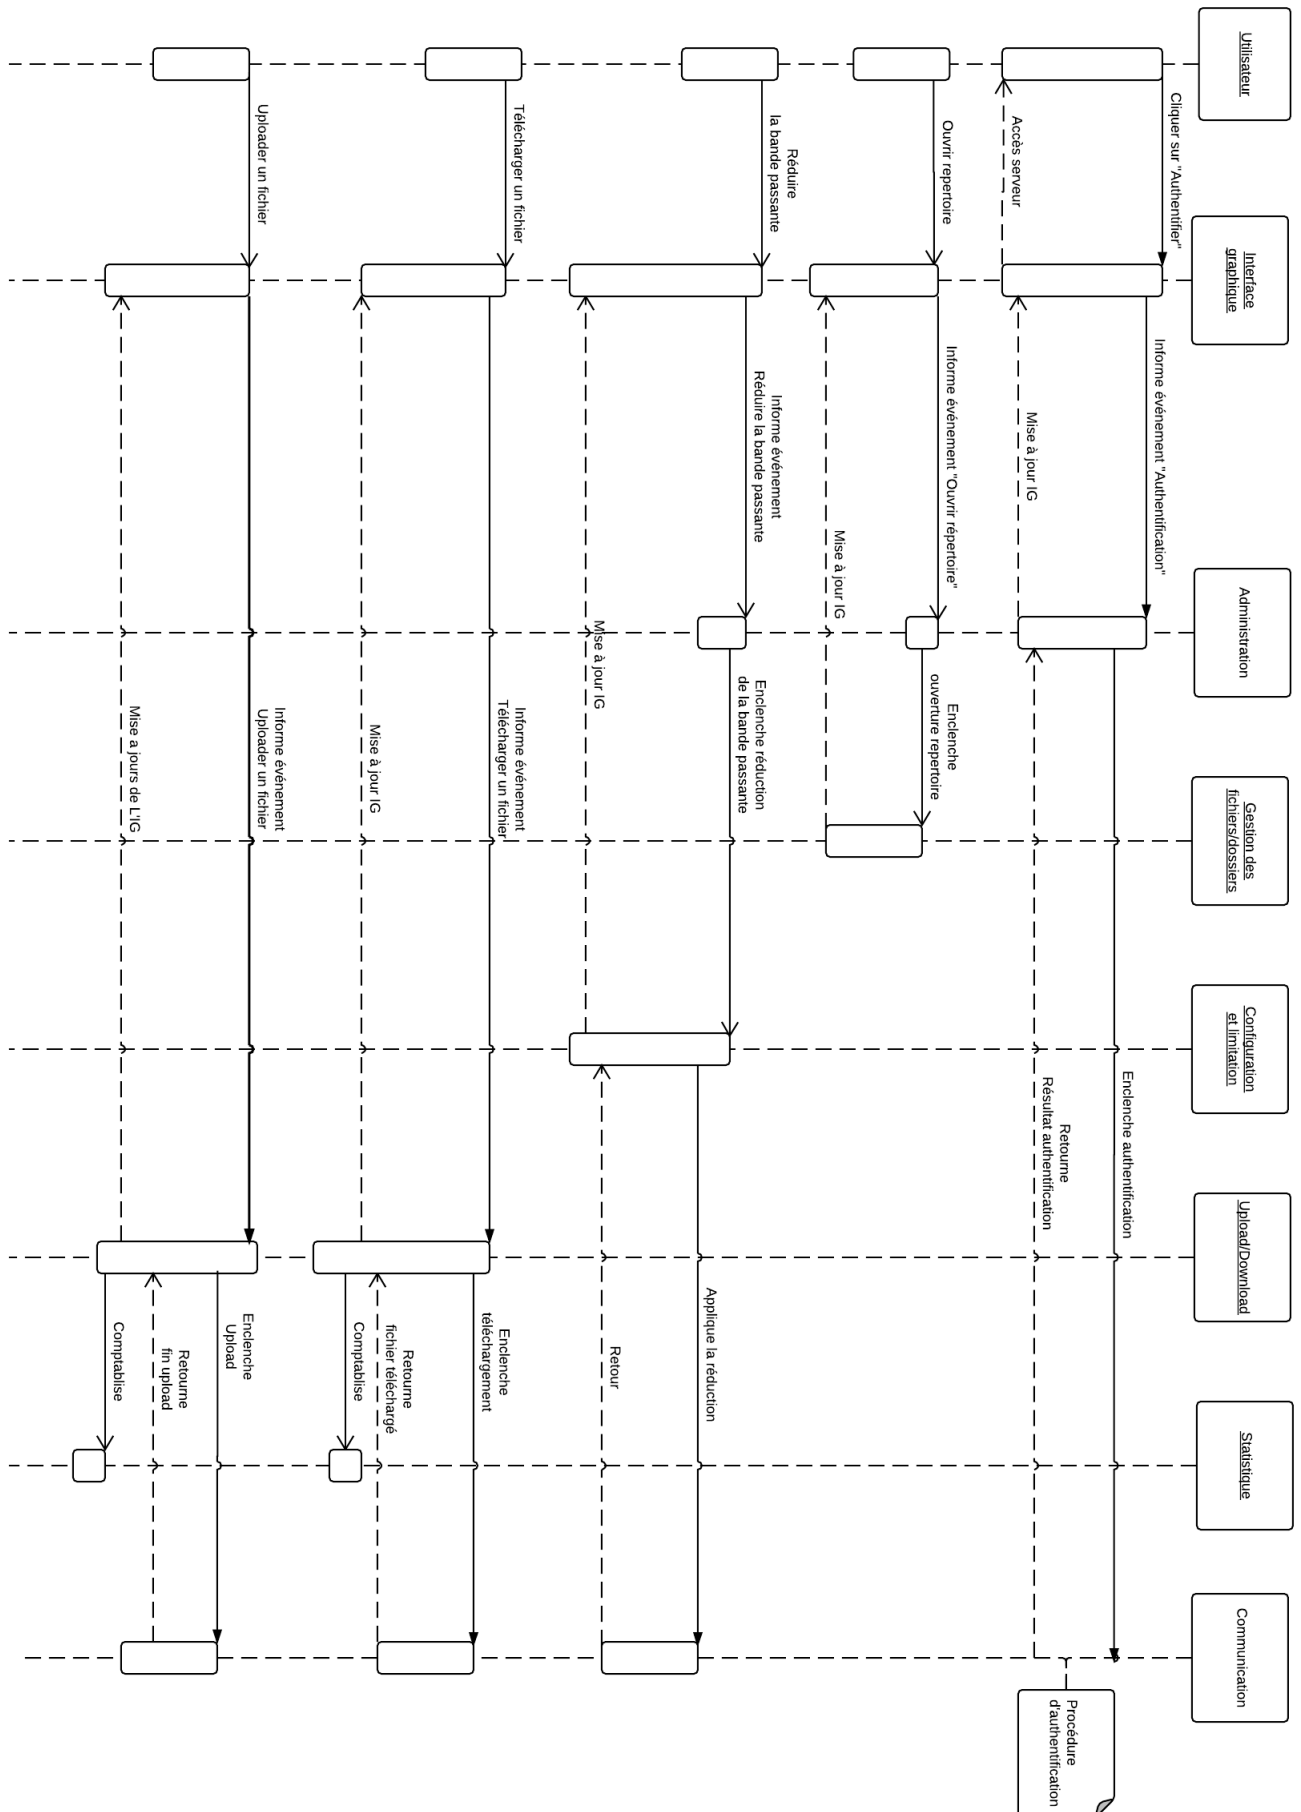 Utilisateur
Interface
graphique
Administration
Gestion des
fichiers/dossiers
Configuration
et limitation
Upload/Download
Statistique
Communication
Cliquer sur "Authentifier"
Informe événement "Authentification"
Enclenche authentification
Procédure
d'authentification
Retourne
Résultat authentification
Mise à jour IG
Accès serveur
Ouvrir repertoire
Informe événement "Ouvrir répertoire"
Enclenche
ouverture repertoire
Mise à jour IG
Réduire
la bande passante
Informe événement
Réduire la bande passante
Enclenche réduction
de la bande passante
Applique la réduction
Retour
Mise à jour IG
Télécharger un fichier
Informe événement
Télécharger un fichier
Enclenche
téléchargement
Retourne
fichier téléchargé
Comptablise
Mise à jour IG
Uploader un fichier
Informe événement
Uploader un fichier
Enclenche
Upload
Retourne
fin upload
Comptablise
Mise a jours de L'IG